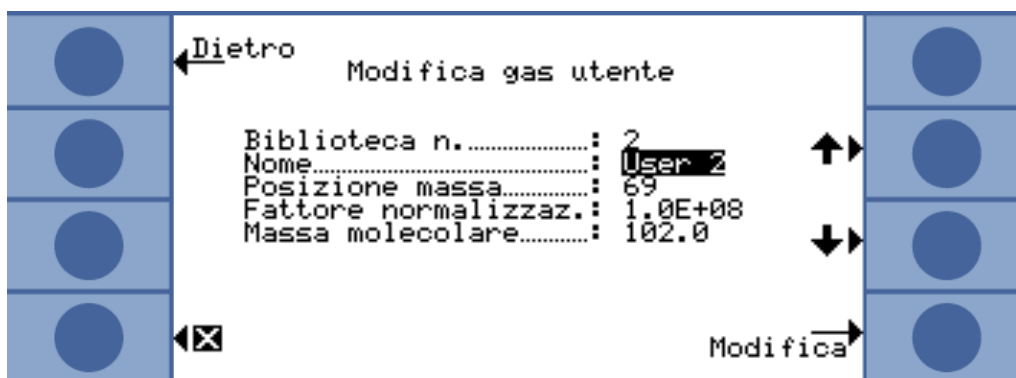 Dietro
Modifica gas utente
Biblioteca n.............: 2
Nome.....................: User 2
Posizione massa..........: 69
Fattore normalizzaz.: 1.0E+08
Massa molecolare.........: 102.0
Modifica